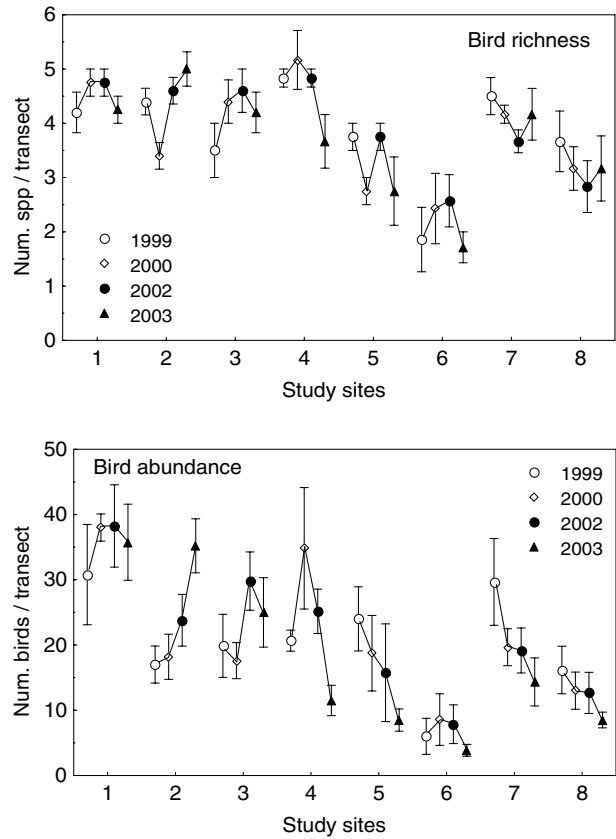 Bird richness
Num. spp / transect
6
5
4
3
2
1
0
1999
2000
2002
2003
1 2 3 4 5 6 7 8
Study sites
Bird abundance
Num. birds / transect
50
40
30
20
10
0
1999
2000
2002
2003
1 2 3 4 5 6 7 8
Study sites